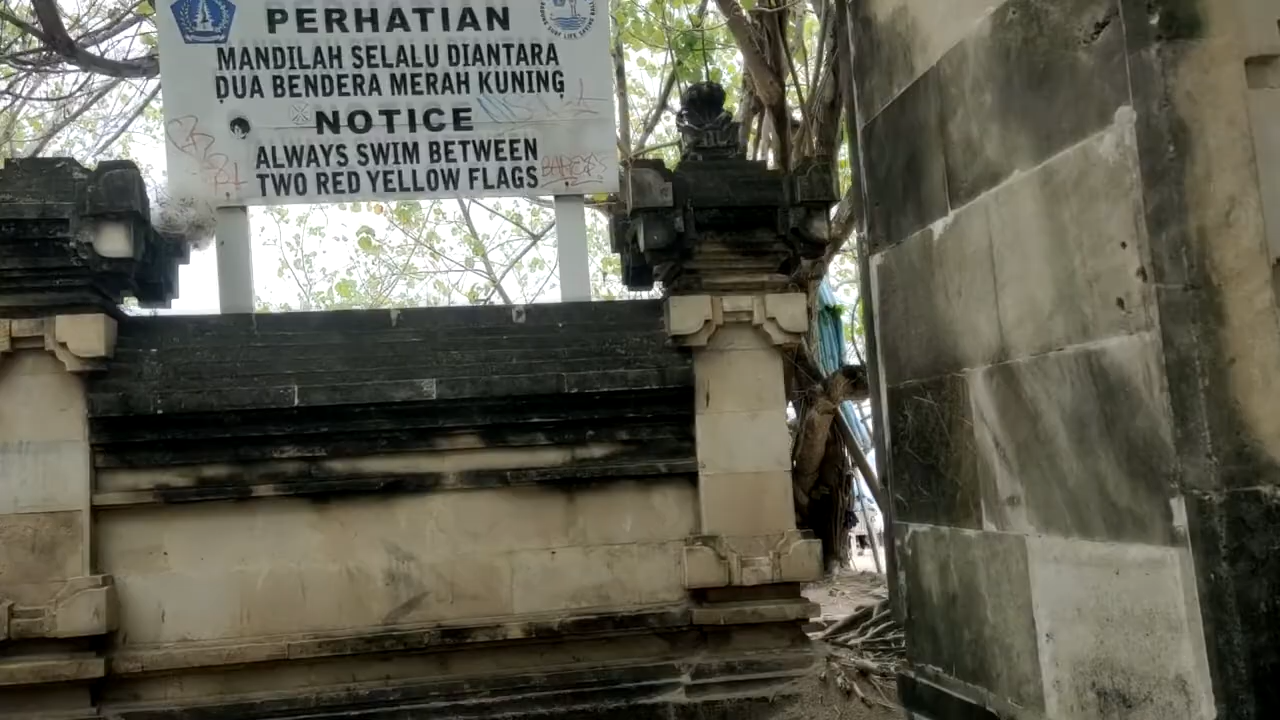 PERHATIAN
MANDILAH SELALU DIANTARA
DUA BENDERA MERAH KUNING
NOTICE
ALWAYS SWIM BETWEEN
TWO RED YELLOW FLAGS